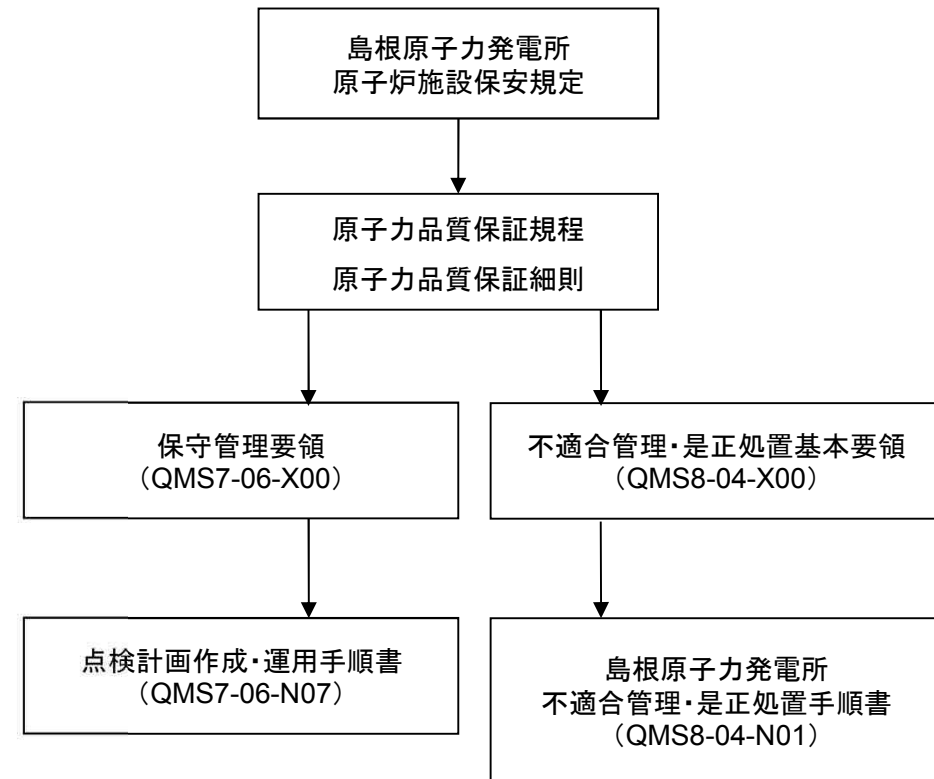 島根原子力発電所
原子炉施設保安規定
原子力品質保証規程
原子力品質保証細則
保守管理要領
（QMS7-06-X00）
不適合管理・是正処置基本要領
（QMS8-04-X00）
点検計画作成・運用手順書
（QMS7-06-N07）
島根原子力発電所
不適合管理・是正処置手順書
（QMS8-04-N01）